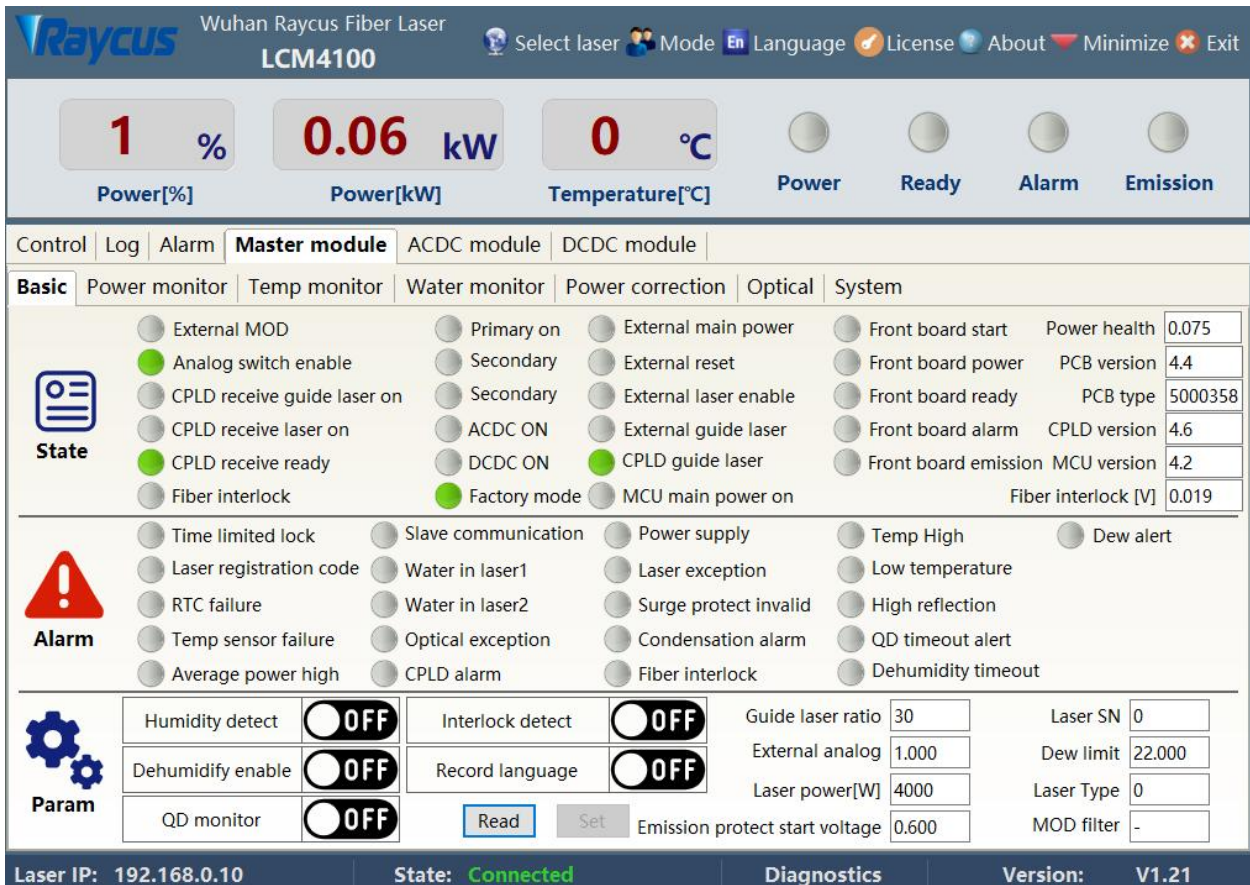 Raycus Wuhan Raycus Fiber Laser
LCM4100
Select laser Mode En Language License About Minimize Exit
1 % 0.06 kW 0 ℃
Power[%] Power[kW] Temperature[℃] Power Ready Alarm Emission
Control Log Alarm Master module ACDC module DCDC module
Basic Power monitor Temp monitor Water monitor Power correction Optical System
External MOD Primary on External main power Front board start Power health 0.075
Analog switch enable Secondary External reset Front board power PCB version 4.4
CPLD receive guide laser on Secondary External laser enable Front board ready PCB type 5000358
CPLD receive laser on ACDC ON External guide laser Front board alarm CPLD version 4.6
State
CPLD receive ready DCDC ON CPLD guide laser Front board emission MCU version 4.2
Fiber interlock Factory mode MCU main power on Fiber interlock [V] 0.019
Time limited lock Slave communication Power supply Temp High Dew alert
Laser registration code Water in laser1 Laser exception Low temperature
RTC failure Water in laser2 Surge protect invalid High reflection
Alarm Temp sensor failure Optical exception Condensation alarm QD timeout alert
Average power high CPLD alarm Fiber interlock Dehumidity timeout
Humidity detect OFF Interlock detect OFF Guide laser ratio 30 Laser SN 0
Dehumidify enable OFF Record language OFF External analog 1.000 Dew limit 22.000
Param Laser power[W] 4000 Laser Type 0
QD monitor OFF Read Set Emission protect start voltage 0.600 MOD filter -
Laser IP: 192.168.0.10 State: Connected Diagnostics Version: V1.21